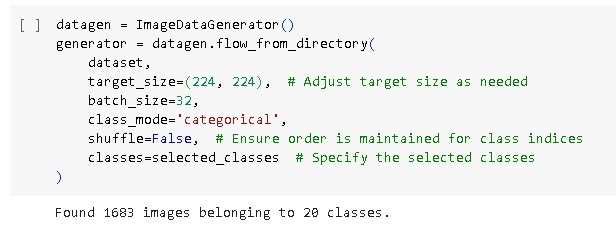 [ ] datagen = ImageDataGenerator()
generator = datagen.flow_from_directory(
    dataset,
    target_size=(224, 224),  # Adjust target size as needed
    batch_size=32,
    class_mode='categorical',
    shuffle=False,  # Ensure order is maintained for class indices
    classes=selected_classes  # Specify the selected classes
)
Found 1683 images belonging to 20 classes.